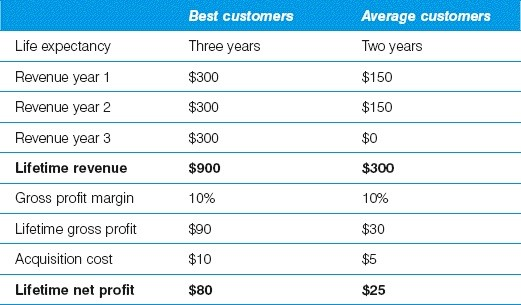 Best customers Average customers
Life expectancy Three years Two years
Revenue year 1 $300 $150
Revenue year 2 $300 $150
Revenue year 3 $300 $0
Lifetime revenue $900 $300
Gross profit margin 10% 10%
Lifetime gross profit $90 $30
Acquisition cost $10 $5
Lifetime net profit $80 $25